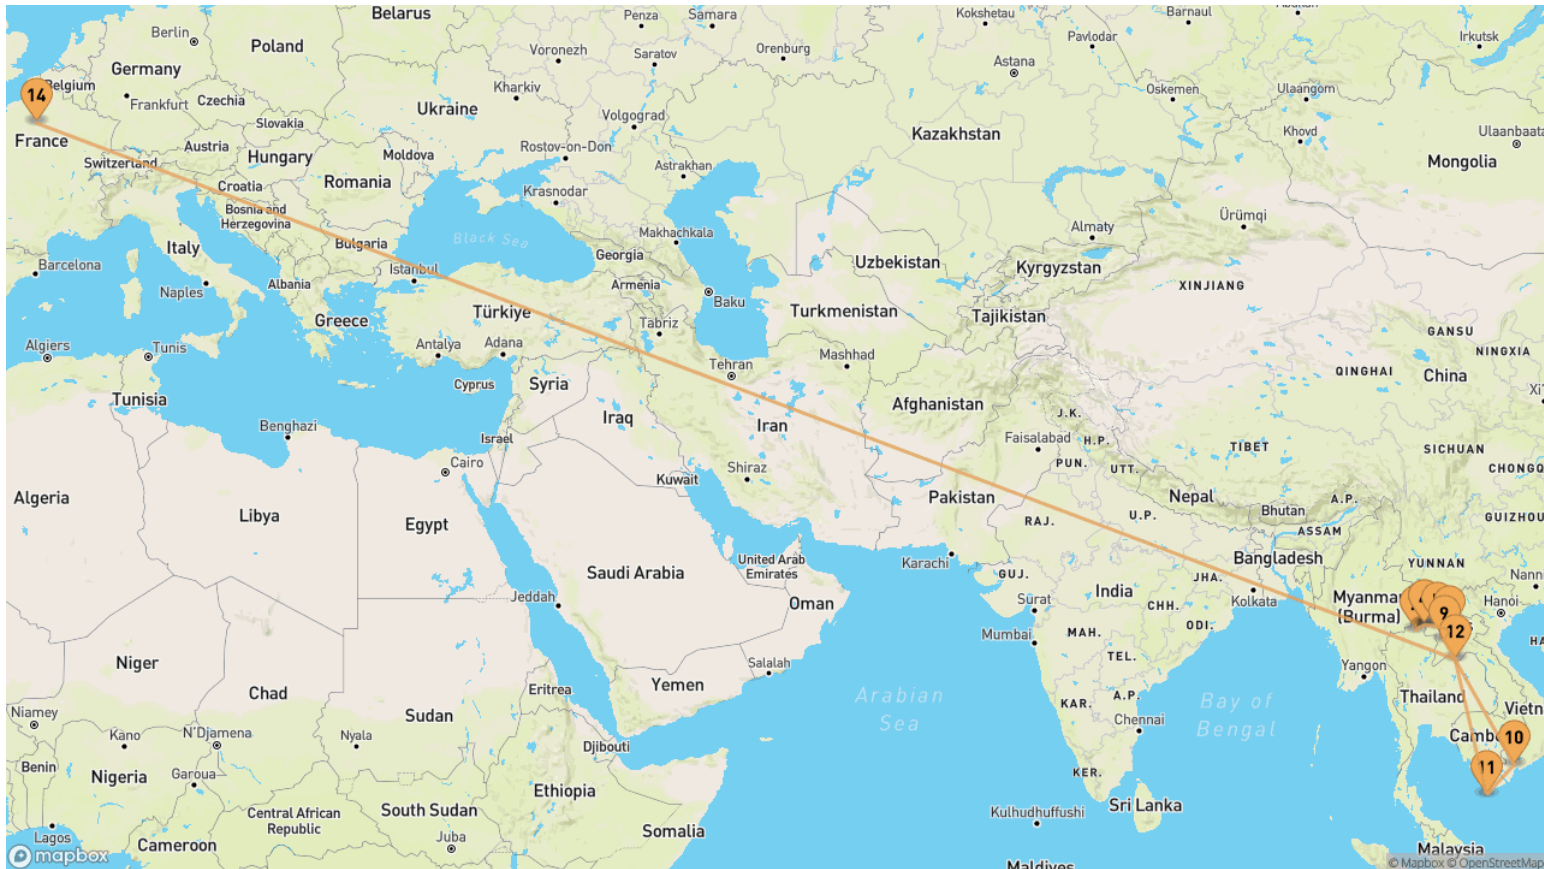 Belarus
Penza
Samara
Kokshetau
Barnaul
Berlin
Poland
Voronezh
Saratov
Orenburg
Pavlodar
Irkutsk
Germany
Astana
Belgium
Frankfurt
Czechia
Ukraine
Kharkiv
Oskemen
Ulaangom
14
Slovakia
Volgograd
Kazakhstan
Khovd
Ulaanbaata
France
Austria
Hungary
Moldova
Rostov-on-Don
Mongolia
Switzerland
Romania
Astrakhan
Croatia
Krasnodar
Bosnia and
Herzegovina
Makhachkala
Almaty
Ürümqi
Italy
Bulgaria
Black Sea
Georgia
Uzbekistan
Kyrgyzstan
Barcelona
Istanbul
Naples
Albania
Armenia
Baku
XINJIANG
Greece
Türkiye
Tabriz
Turkmenistan
Tajikistan
GANSU
Algiers
Tunis
Antalya
Adana
Tehran
Mashhad
NINGXIA
Tunisia
Cyprus
Syria
QINGHAI
China
Xi'
Afghanistan
J.K.
Benghazi
Israel
Iraq
Iran
Faisalabad
H.P.
TIBET
SICHUAN
Cairo
Shiraz
PUN.
UTT.
CHONGQ
Algeria
Libya
Egypt
Kuwait
Pakistan
Nepal
A.P.
Bhutan
RAJ.
U.P.
ASSAM
GUIZHOU
United Arab
Emirates
Karachi
Bangladesh
YUNNAN
Saudi Arabia
GUJ.
JHA.
Nann
Jeddah
Oman
Surat
India
CHH.
Kolkata
Myanmar
(Burma)
Hanoi
9
Mumbai
MAH.
ODI.
12
HA
Niger
TEL.
Salalah
Yangon
Chad
Yemen
Arabian
Sea
KAR.
A.P.
Bay of
Bengal
Thailand
Niamey
Sudan
Eritrea
Chennai
Vietn
Kano
N'Djamena
Nyala
Djibouti
Camb
10
Benin
Nigeria
Garoua
Ethiopia
KER.
11
Central African
Republic
South Sudan
Kulhudhuffushi
Sri Lanka
Lagos
Cameroon
Juba
Somalia
Malaysia
Maldives
mapbox
© Mapbox © OpenStreetMap